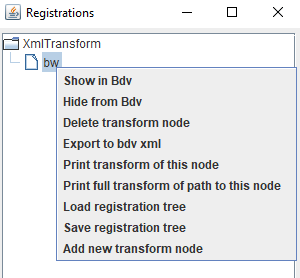 Registrations
XmlTransform
bw
Show in Bdv
Hide from Bdv
Delete transform node
Export to bdv xml
Print transform of this node
Print full transform of path to this node
Load registration tree
Save registration tree
Add new transform node